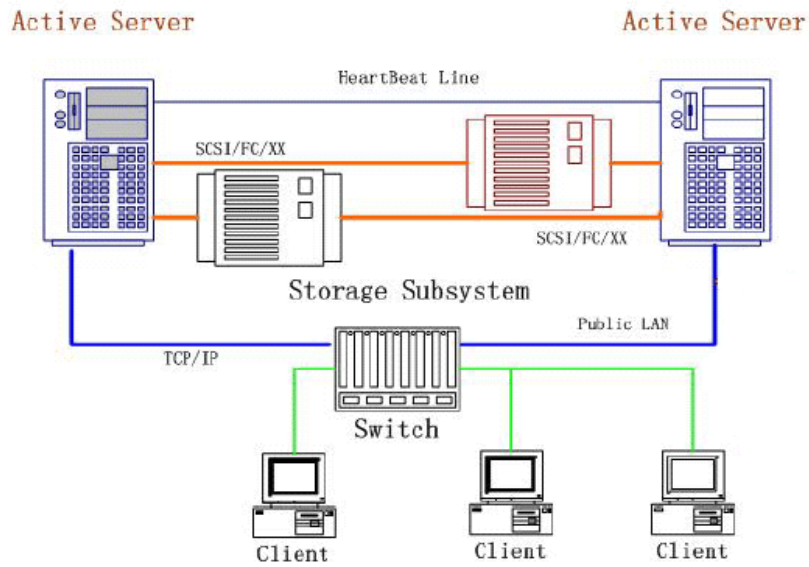 Active Server
Active Server
HeartBeat Line
SCSI/FC/XX
SCSI/FC/XX
Storage Subsystem
Public LAN
TCP/IP
Switch
Client
Client
Client